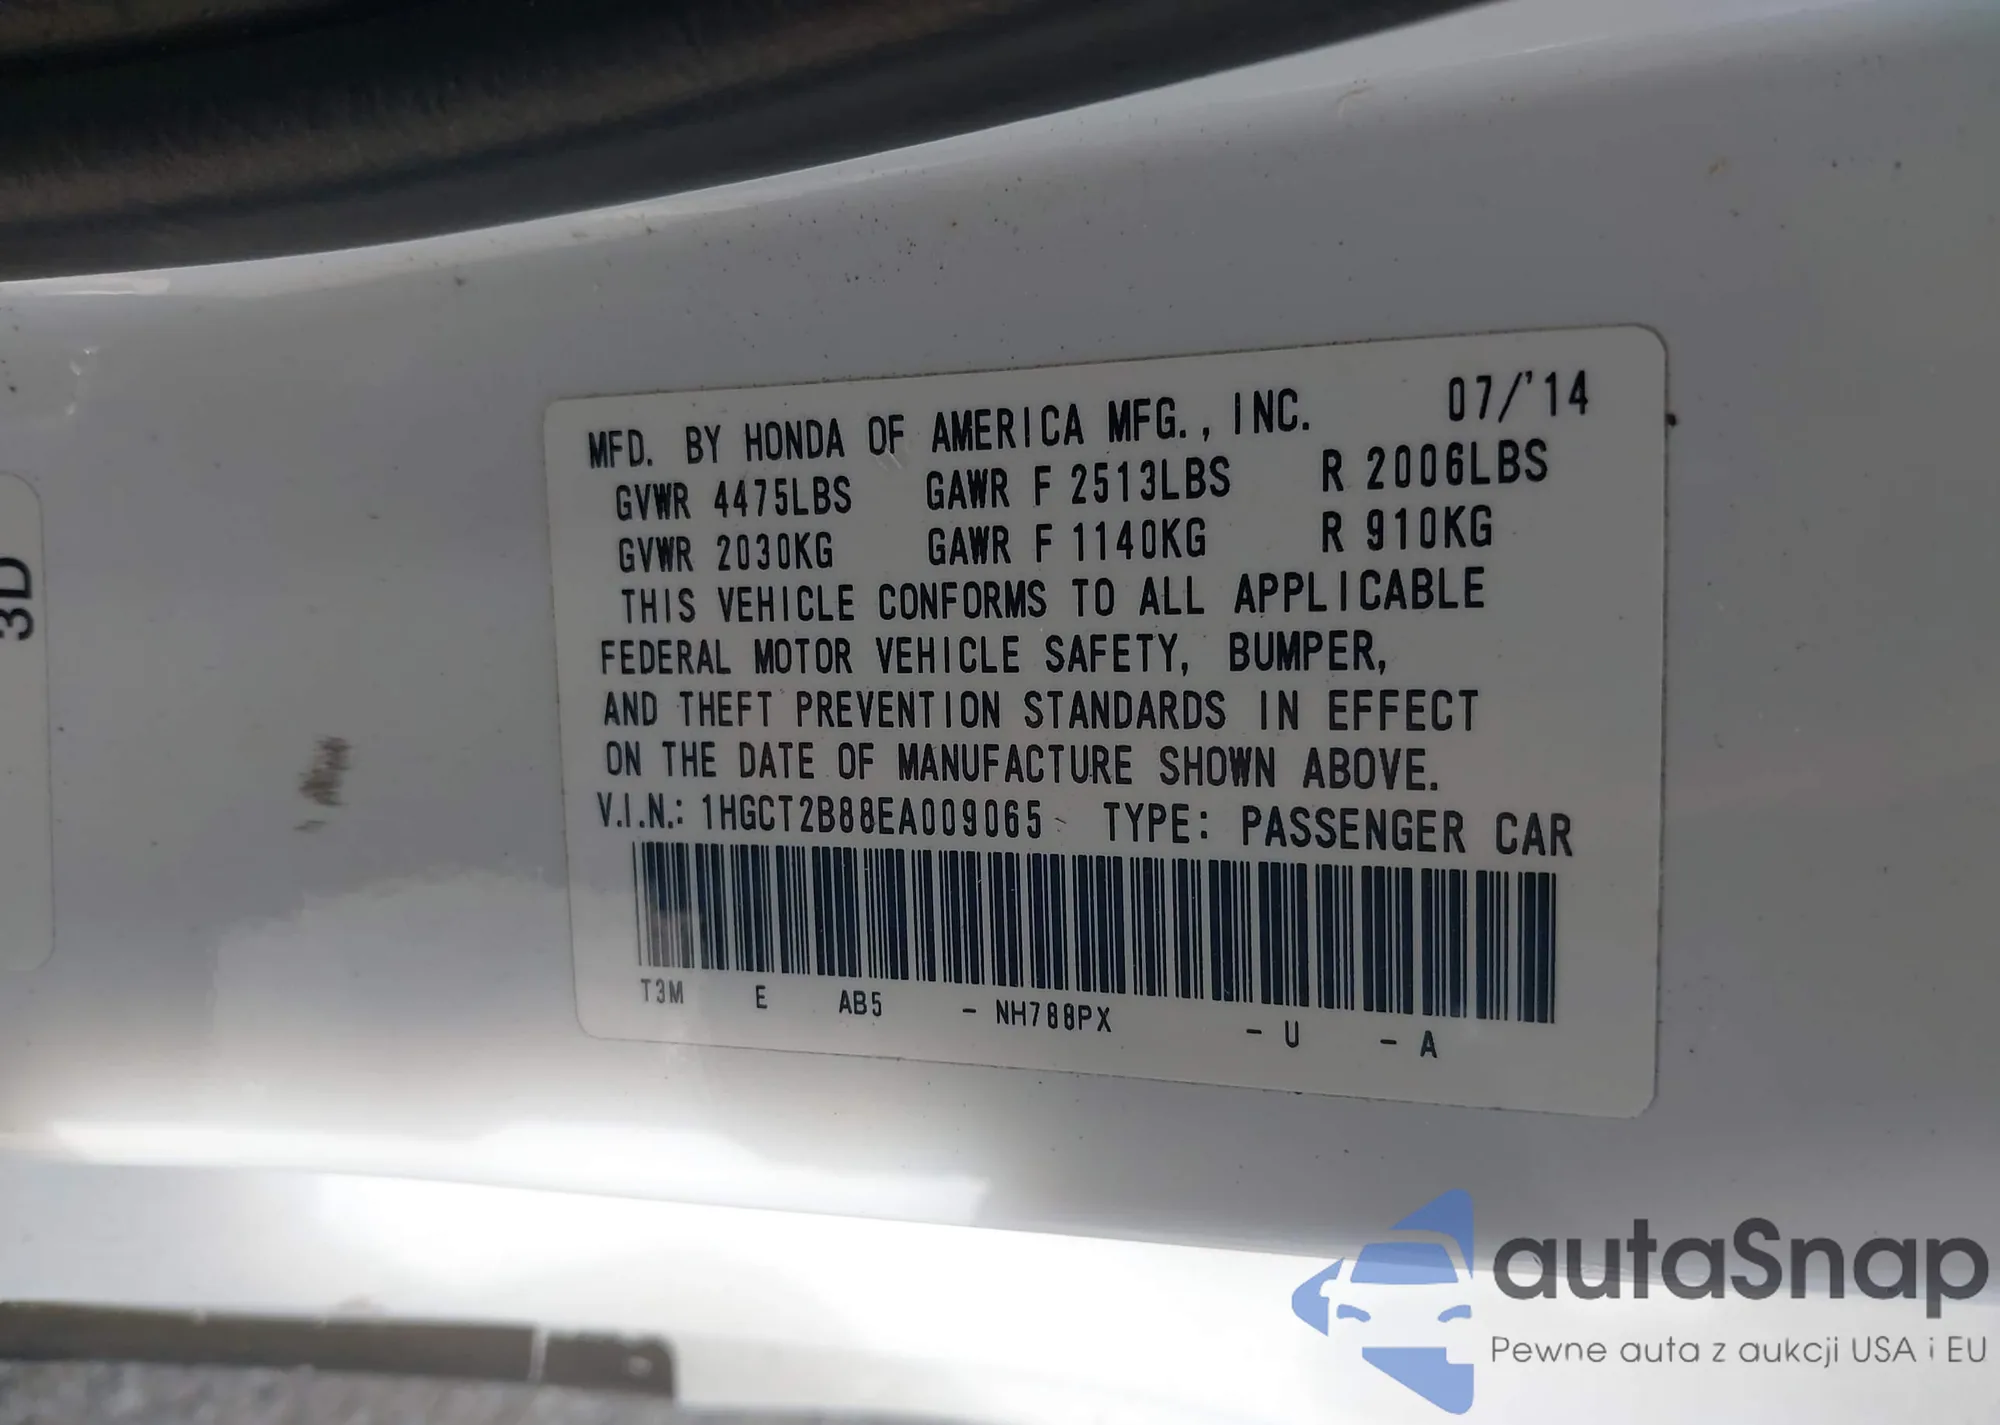 MFD. BY HONDA OF AMERICA MFG., INC. 07/'14
GVWR 4475LBS GAWR F 2513LBS R 2006LBS
GVWR 2030KG GAWR F 1140KG R 910KG
THIS VEHICLE CONFORMS TO ALL APPLICABLE
FEDERAL MOTOR VEHICLE SAFETY, BUMPER,
AND THEFT PREVENTION STANDARDS IN EFFECT
ON THE DATE OF MANUFACTURE SHOWN ABOVE.
V.I.N.: 1HGCT2B88EA009065 TYPE: PASSENGER CAR
T3M E AB5 - NH788PX - U - A
3D
autaSnap
Pewne auta z aukcji USA i EU